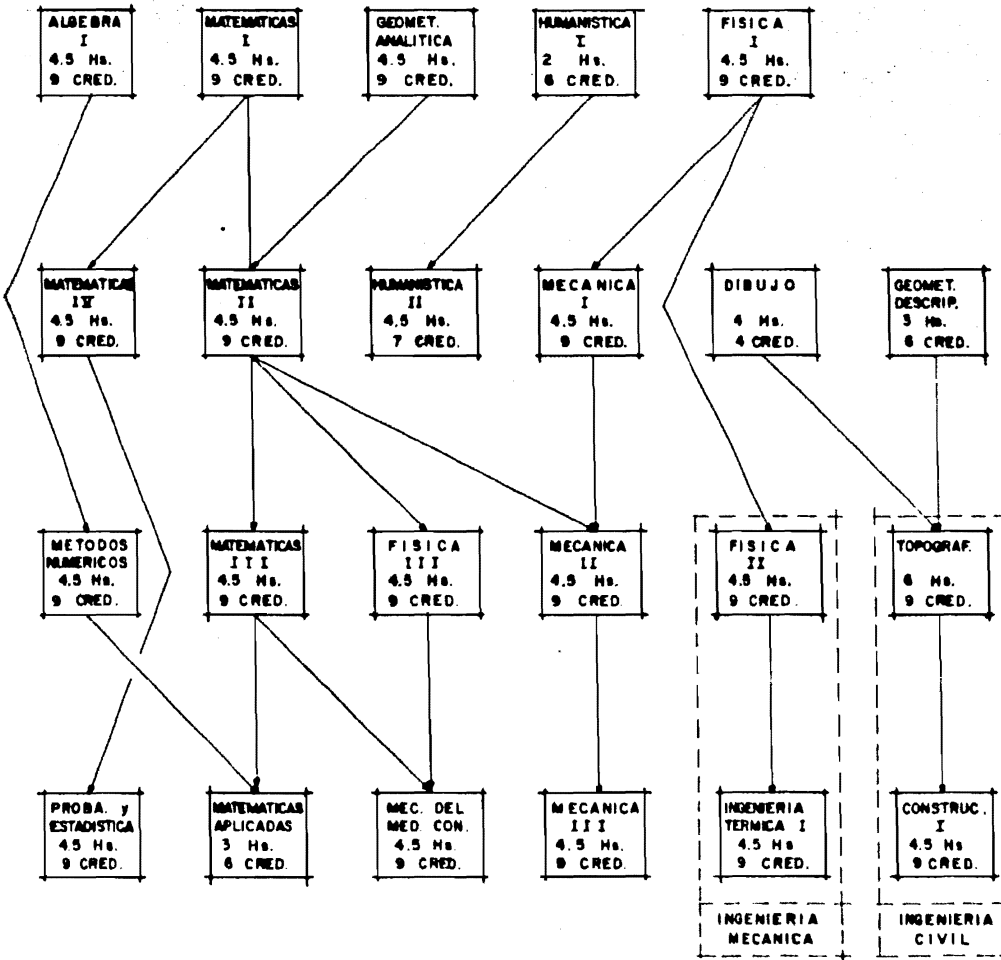 ALGEBRA
I
4.5 Hs.
9 CRED.
MATEMATICAS
I
4.5 Hs.
9 CRED.
GEOMET.
ANALITICA
4.5 Hs.
9 CRED.
HUMANISTICA
I
2 Hs.
6 CRED.
FISICA
I
4.5 Hs.
9 CRED.
MATEMATICAS
IV
4.5 Hs.
9 CRED.
MATEMATICAS
II
4.5 Hs.
9 CRED.
HUMANISTICA
II
4.5 Hs.
7 CRED.
MECANICA
I
4.5 Hs.
9 CRED.
DIBUJO
4 Hs.
4 CRED.
GEOMET.
DESCRIP.
3 Hs.
6 CRED.
METODOS
NUMERICOS
4.5 Hs.
9 CRED.
MATEMATICAS
III
4.5 Hs.
9 CRED.
FISICA
III
4.5 Hs.
9 CRED.
MECANICA
II
4.5 Hs.
9 CRED.
FISICA
II
4.5 Hs.
9 CRED.
TOPOGRAF.
6 Hs.
9 CRED.
PROBA. y
ESTADISTICA
4.5 Hs.
9 CRED.
MATEMATICAS
APLICADAS
3 Hs.
6 CRED.
MEC. DEL
MED. CON.
4.5 Hs.
9 CRED.
MECANICA
III
4.5 Hs.
9 CRED.
INGENIERIA
TERMICA I
4.5 Hs
9 CRED.
CONSTRUC.
I
4.5 Hs
9 CRED.
INGENIERIA
MECANICA
INGENIERIA
CIVIL